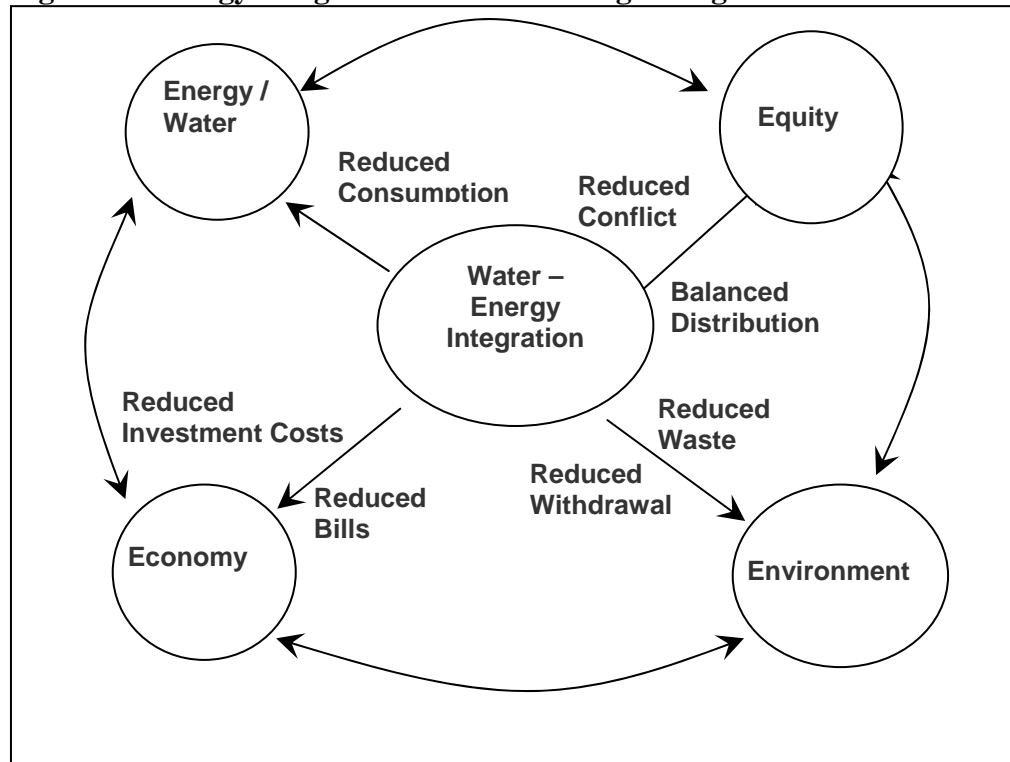 Energy /
Water
Equity
Reduced
Consumption
Reduced
Conflict
Water –
Energy
Integration
Balanced
Distribution
Reduced
Investment Costs
Reduced
Waste
Reduced
Withdrawal
Reduced
Bills
Economy
Environment